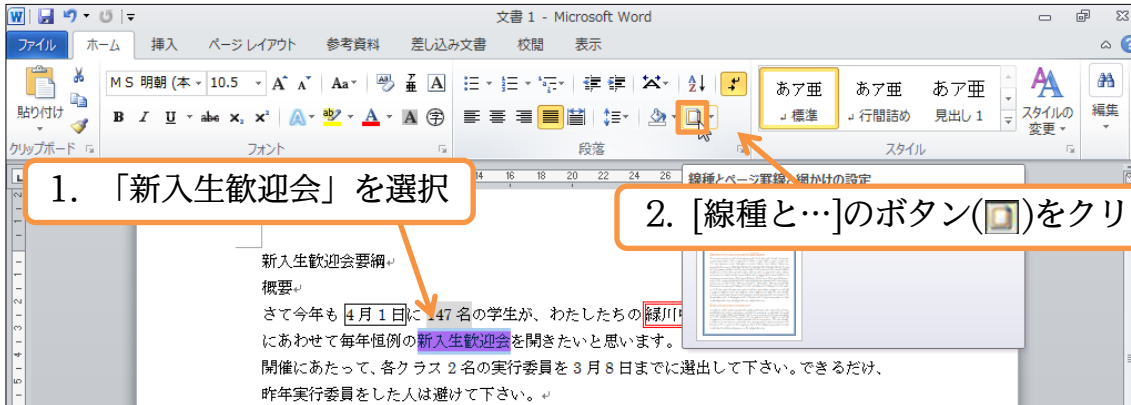 文書 1 - Microsoft Word
ファイル ホーム 挿入 ページ レイアウト 参考資料 差し込み文書 校閲 表示
ＭＳ 明朝 (本 10.5
貼り付け
あア亜 あア亜 あア亜
標準 行間詰め 見出し 1
スタイルの変更
編集
クリップボード フォント 段落 スタイル
14 16 18 20 22 24 26
線種とページ罫線と網かけの設定
1. 「新入生歓迎会」を選択
2. [線種と…]のボタン()をクリ
新入生歓迎会要綱
概要
さて今年も 4 月 1 日に 147 名の学生が、わたしたちの緑川
にあわせて毎年恒例の新入生歓迎会を開きたいと思います。
開催にあたって、各クラス 2 名の実行委員を 3 月 8 日までに選出して下さい。できるだけ、
昨年実行委員をした人は避けて下さい。